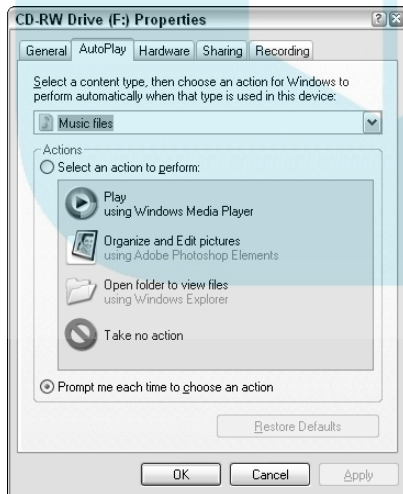 CD-RW Drive (F:) Properties
General AutoPlay Hardware Sharing Recording
Select a content type, then choose an action for Windows to
perform automatically when that type is used in this device:
Music files
Actions
Select an action to perform:
Play
using Windows Media Player
Organize and Edit pictures
using Adobe Photoshop Elements
Open folder to view files
using Windows Explorer
Take no action
Prompt me each time to choose an action
Restore Defaults
OK Cancel Apply